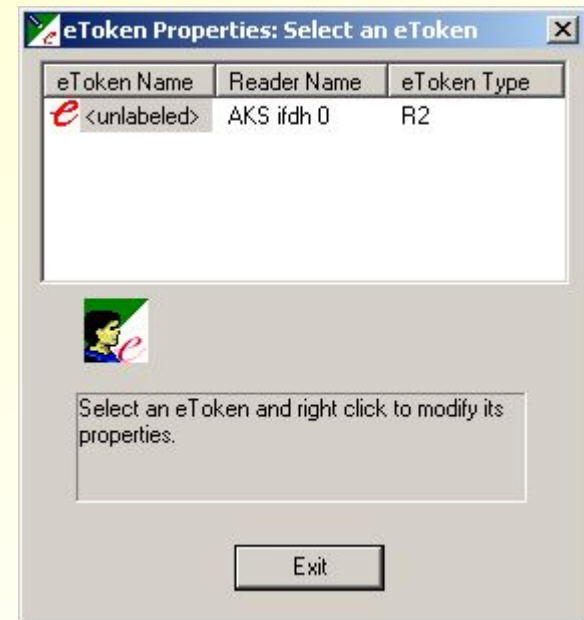 eToken Properties: Select an eToken
eToken Name Reader Name eToken Type
<unlabeled> AKS ifdh 0 R2
Select an eToken and right click to modify its
properties.
Exit